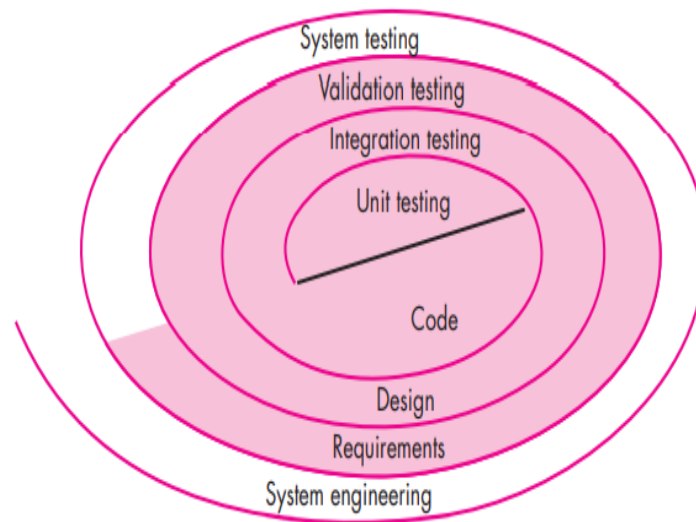 System testing
Validation testing
Integration testing
Unit testing
Code
Design
Requirements
System engineering